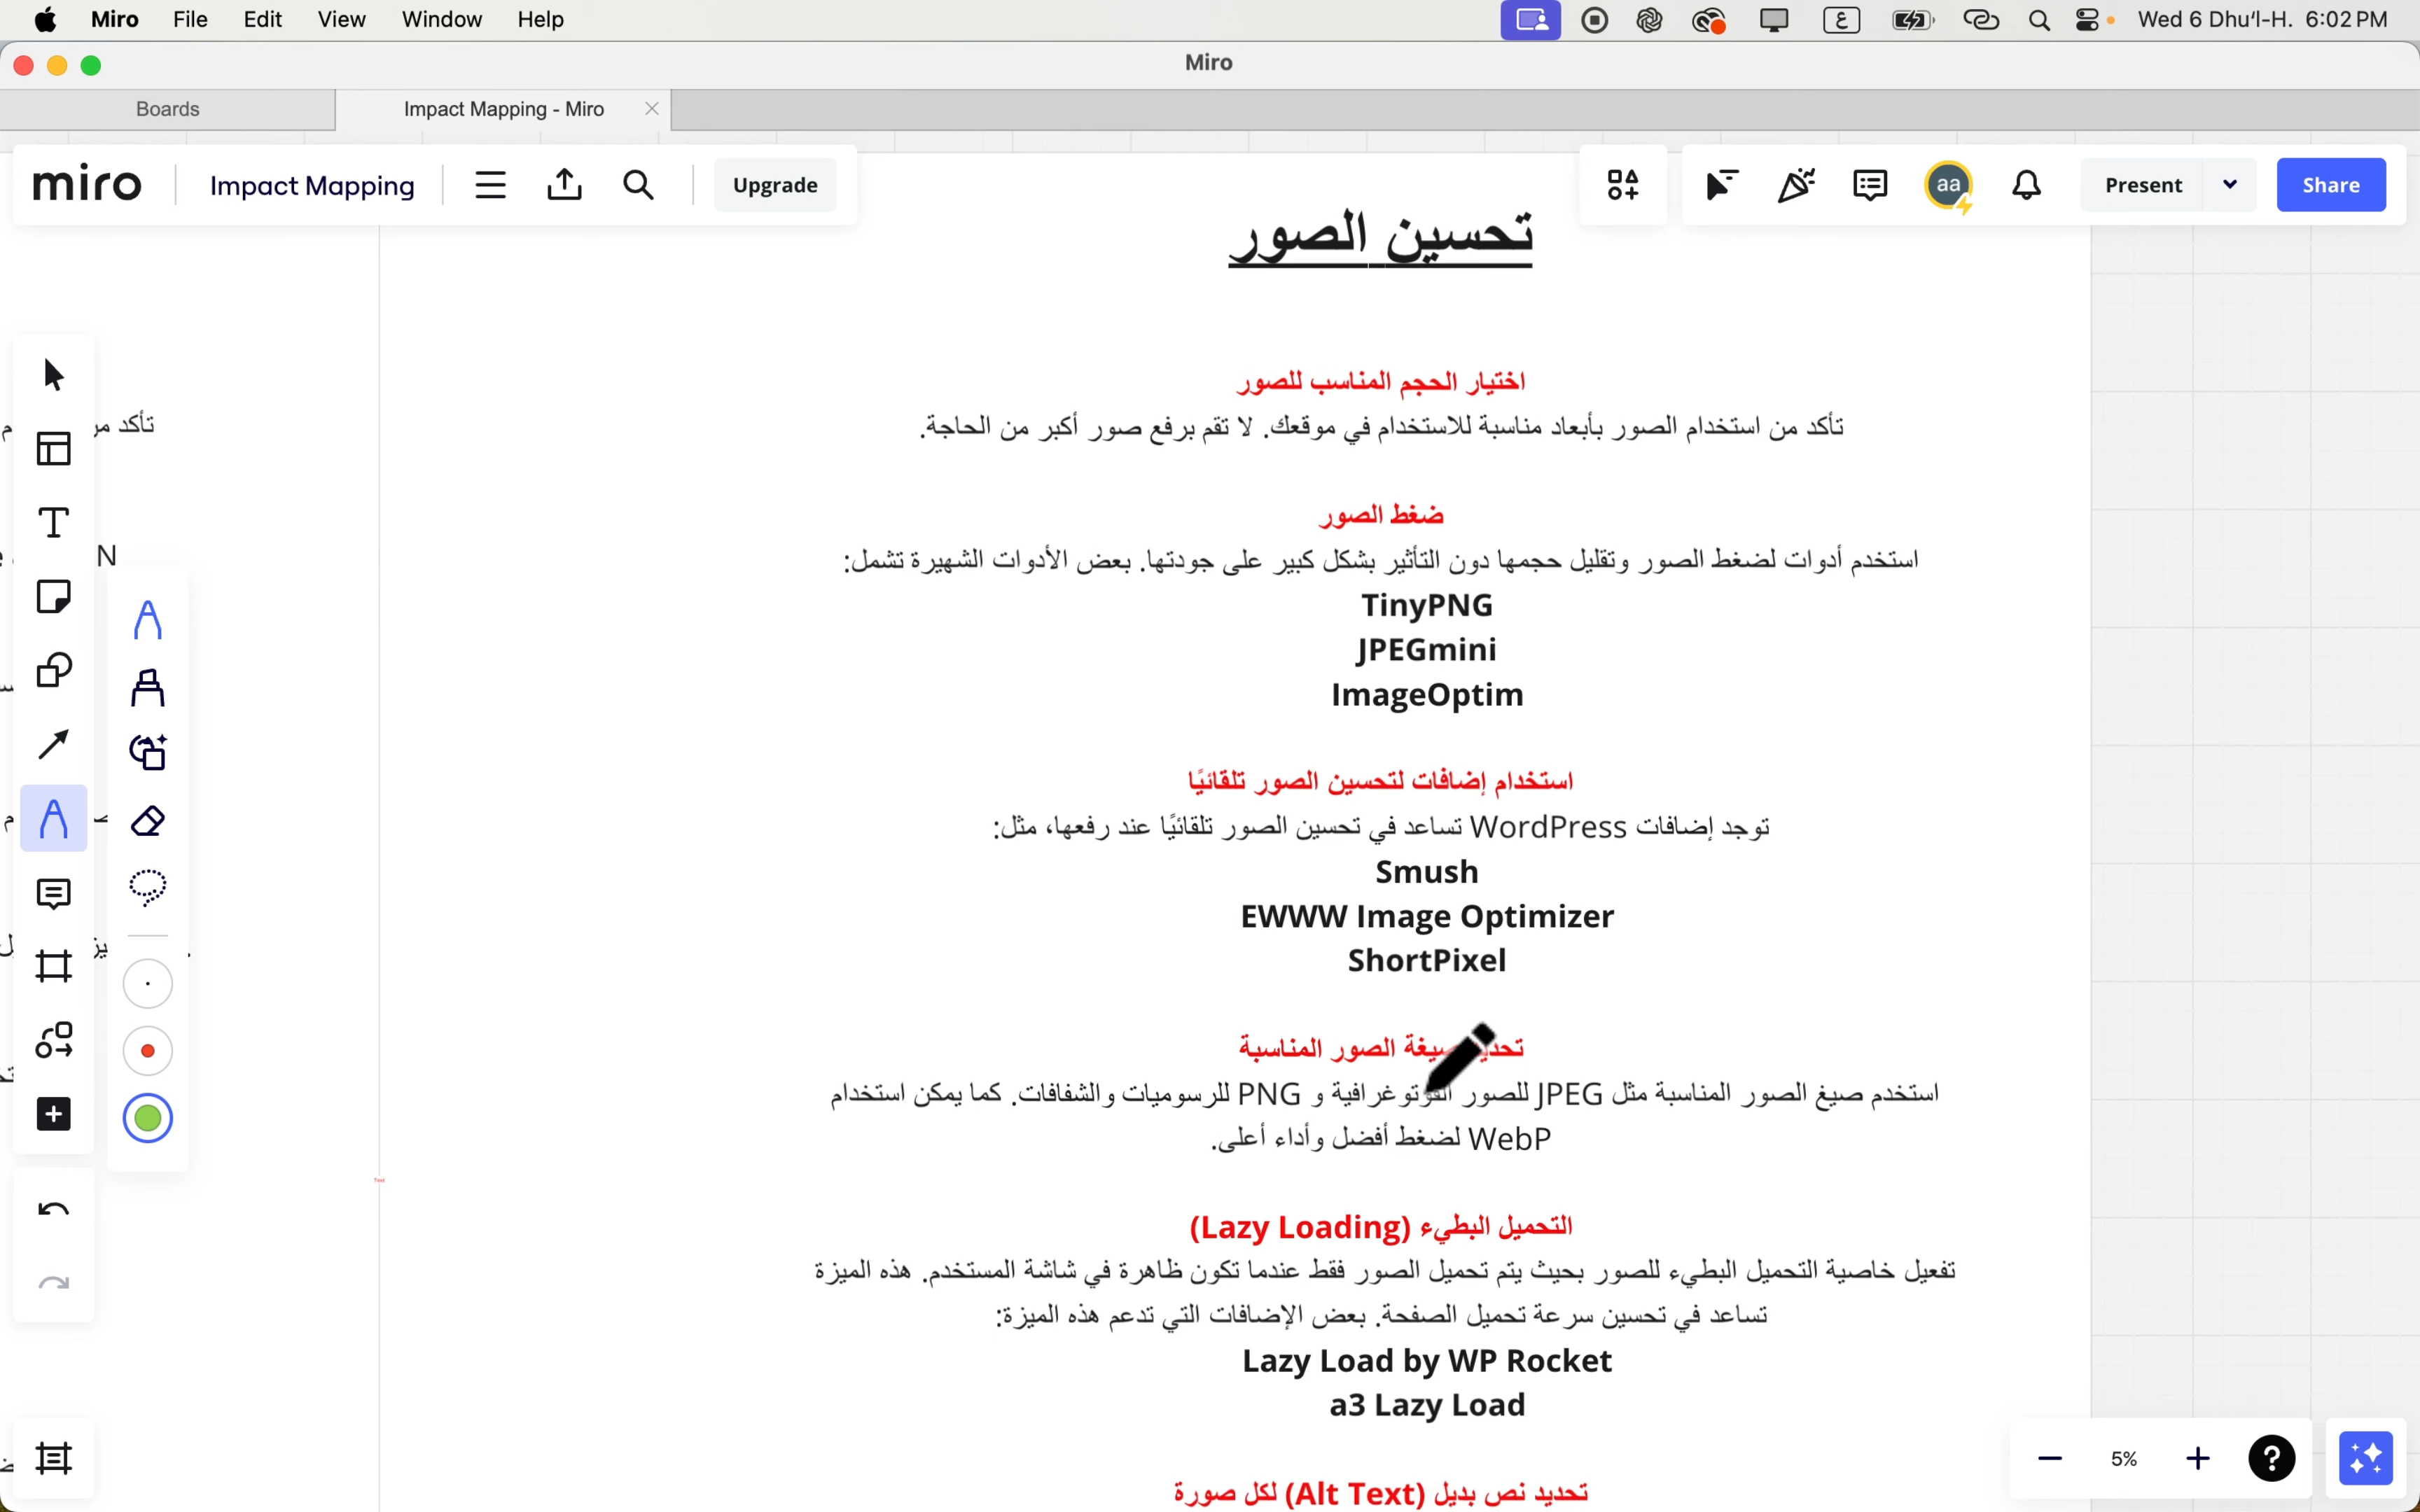 Miro File Edit View Window Help
ع
Wed 6 Dhuʻl-H. 6:02 PM
Miro
Boards
Impact Mapping - Miro
miro
Impact Mapping
Upgrade
aa
Present
Share
تحسين الصور
اختيار الحجم المناسب للصور
تأكد من استخدام الصور بأبعاد مناسبة للاستخدام في موقعك. لا تقم برفع صور أكبر من الحاجة.
ضغط الصور
استخدم أدوات لضغط الصور وتقليل حجمها دون التأثير بشكل كبير على جودتها. بعض الأدوات الشهيرة تشمل:
TinyPNG
JPEGmini
ImageOptim
استخدام إضافات لتحسين الصور تلقائيًا
توجد إضافات WordPress تساعد في تحسين الصور تلقائيًا عند رفعها، مثل:
Smush
EWWW Image Optimizer
ShortPixel
تحديد صيغة الصور المناسبة
استخدم صيغ الصور المناسبة مثل JPEG للصور الفوتوغرافية و PNG للرسوميات والشفافات. كما يمكن استخدام
WebP لضغط أفضل وأداء أعلى.
التحميل البطيء (Lazy Loading)
تفعيل خاصية التحميل البطيء للصور بحيث يتم تحميل الصور فقط عندما تكون ظاهرة في شاشة المستخدم. هذه الميزة
تساعد في تحسين سرعة تحميل الصفحة. بعض الإضافات التي تدعم هذه الميزة:
Lazy Load by WP Rocket
a3 Lazy Load
تحديد نص بديل (Alt Text) لكل صورة
تأكد
N
5%